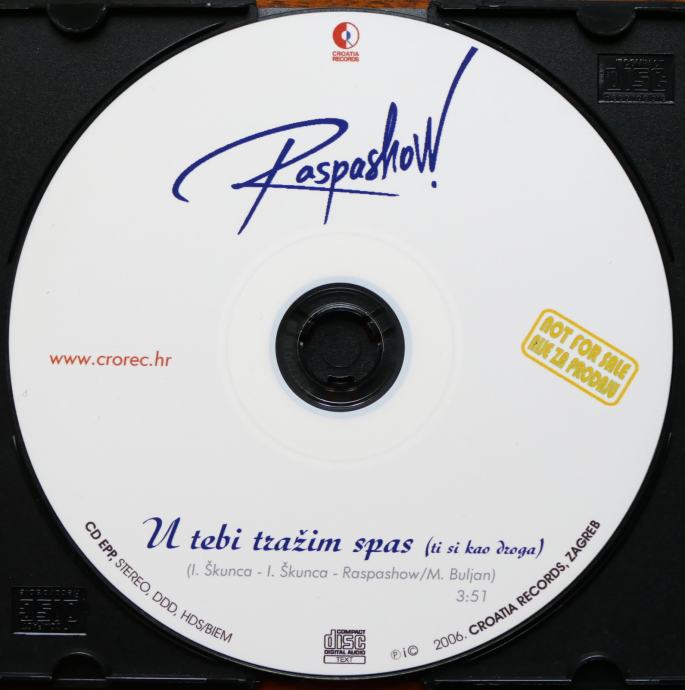 CROATIA
RECORDS
COMPACT
disc
Raspashow!
www.crorec.hr
NOT FOR SALE
NIJE ZA PRODAJU
U tebi tražim spas (ti si kao droga)
(I. Škunca - I. Škunca - Raspashow/M. Buljan)
3:51
CD EPP, STEREO, DDD, HDS/BIEM
COMPACT
disc
DIGITAL AUDIO
TEXT
℗ i © 2006. CROATIA RECORDS, ZAGREB